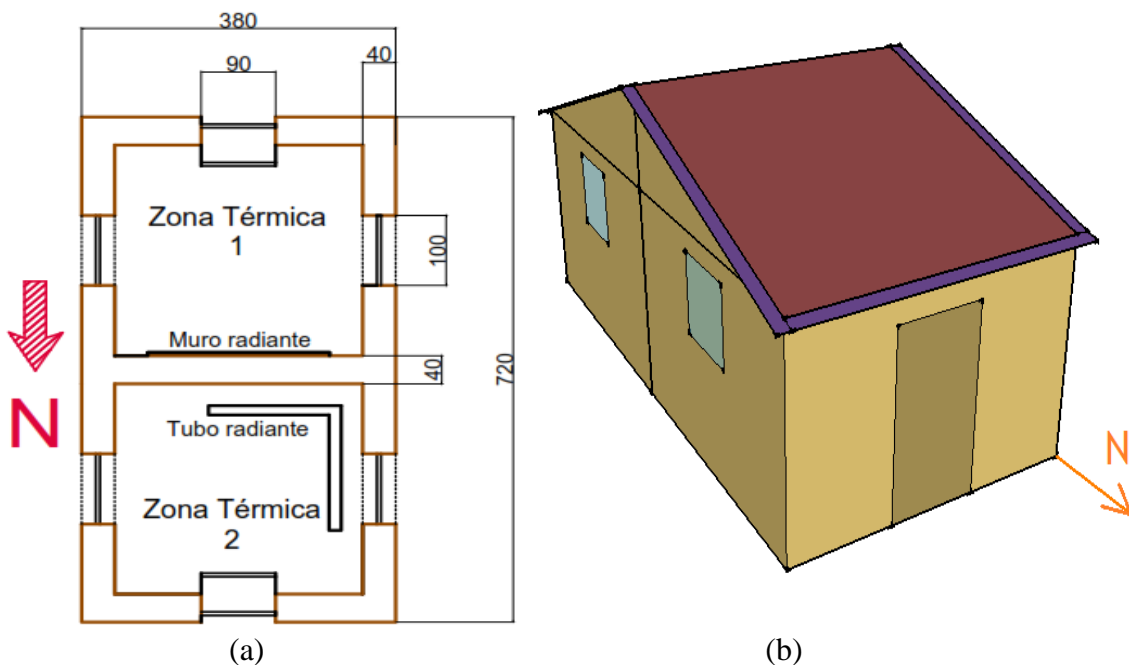 380
40
90
Zona Térmica
1
100
Muro radiante
40
720
N
Tubo radiante
Zona Térmica
2
N
(a)
(b)